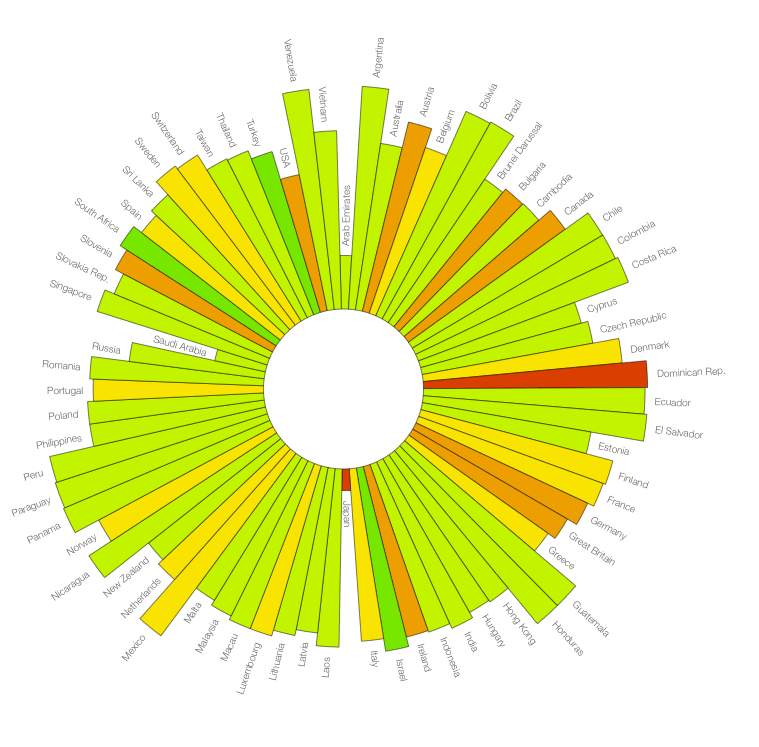 Arab Emirates
Argentina
Australia
Austria
Belgium
Bolivia
Brazil
Brunei Darussal
Bulgaria
Cambodia
Canada
Chile
Colombia
Costa Rica
Cyprus
Czech Republic
Denmark
Dominican Rep.
Ecuador
El Salvador
Estonia
Finland
France
Germany
Great Britain
Greece
Guatemala
Honduras
Hong Kong
Hungary
India
Indonesia
Ireland
Israel
Italy
Japan
Laos
Latvia
Lithuania
Luxembourg
Macau
Malaysia
Malta
Mexico
Netherlands
New Zealand
Nicaragua
Norway
Panama
Paraguay
Peru
Philippines
Poland
Portugal
Romania
Russia
Saudi Arabia
Singapore
Slovakia Rep.
Slovenia
South Africa
Spain
Sri Lanka
Sweden
Switzerland
Taiwan
Thailand
Turkey
USA
Venezuela
Vietnam